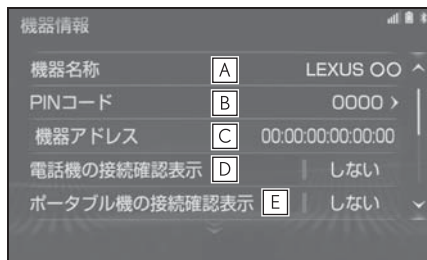 機器情報
機器名称 A LEXUS ○○
PINコード B 0000 >
機器アドレス C 00:00:00:00:00:00
電話機の接続確認表示 D しない
ポータブル機の接続確認表示 E しない